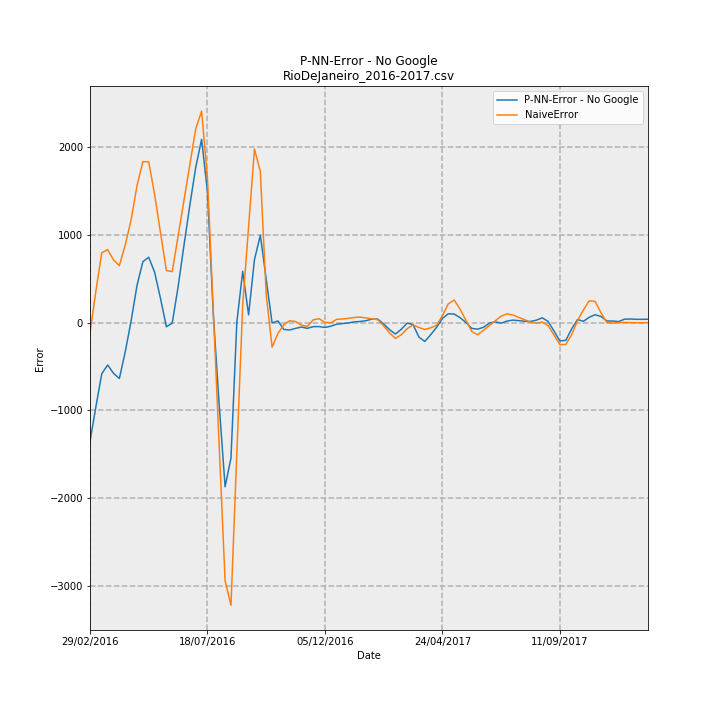 P-NN-Error - No Google
RioDeJaneiro_2016-2017.csv
P-NN-Error - No Google
NaiveError
2000
1000
0
−1000
−2000
−3000
Error
29/02/2016
18/07/2016
05/12/2016
24/04/2017
11/09/2017
Date